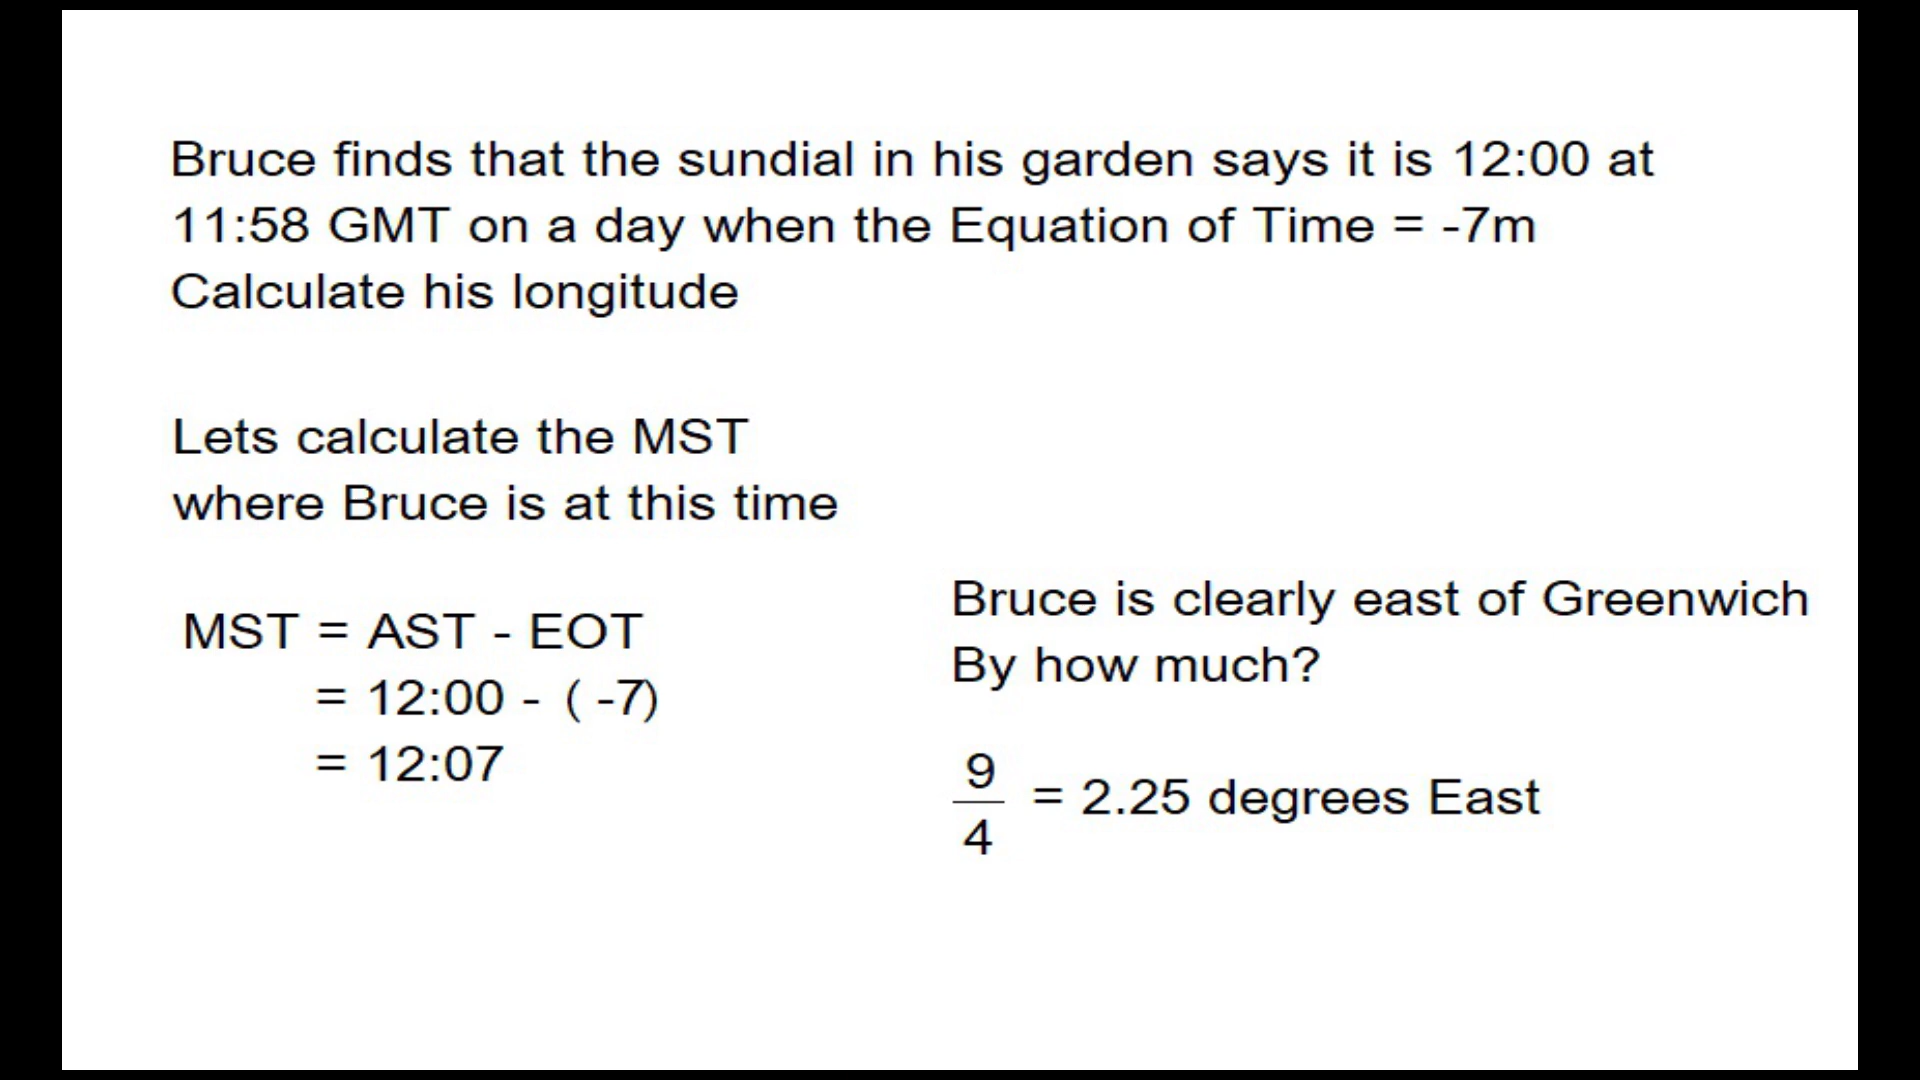 Bruce finds that the sundial in his garden says it is 12:00 at
11:58 GMT on a day when the Equation of Time = -7m
Calculate his longitude
Lets calculate the MST
where Bruce is at this time
MST = AST - EOT
= 12:00 - ( -7)
= 12:07
Bruce is clearly east of Greenwich
By how much?
9
4
= 2.25 degrees East